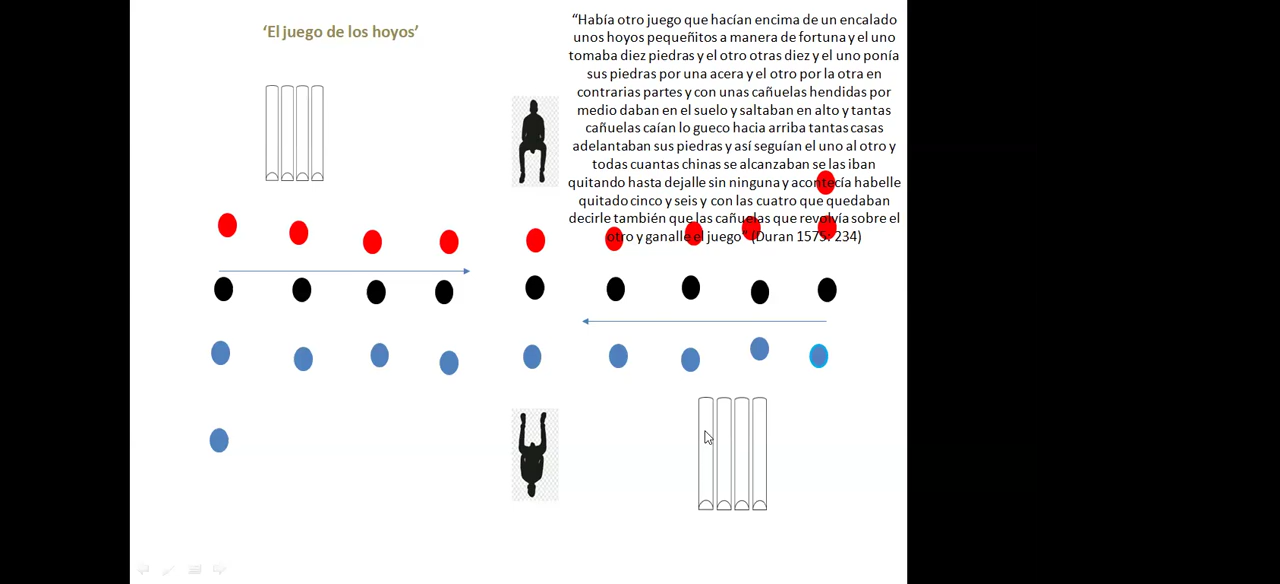 ‘El juego de los hoyos’
“Había otro juego que hacían encima de un encalado
unos hoyos pequeñitos a manera de fortuna y el uno
tomaba diez piedras y el otro otras diez y el uno ponía
sus piedras por una acera y el otro por la otra en
contrarias partes y con unas cañuelas hendidas por
medio daban en el suelo y saltaban en alto y tantas
cañuelas caían lo gueco hacia arriba tantas casas
adelantaban sus piedras y así seguían el uno al otro y
todas cuantas chinas se alcanzaban se las iban
quitando hasta dejalle sin ninguna y acontecía habelle
quitado cinco y seis y con las cuatro que quedaban
decirle también que las cañuelas que revolvía sobre el
otro y ganalle el juego” (Duran 1575: 234)